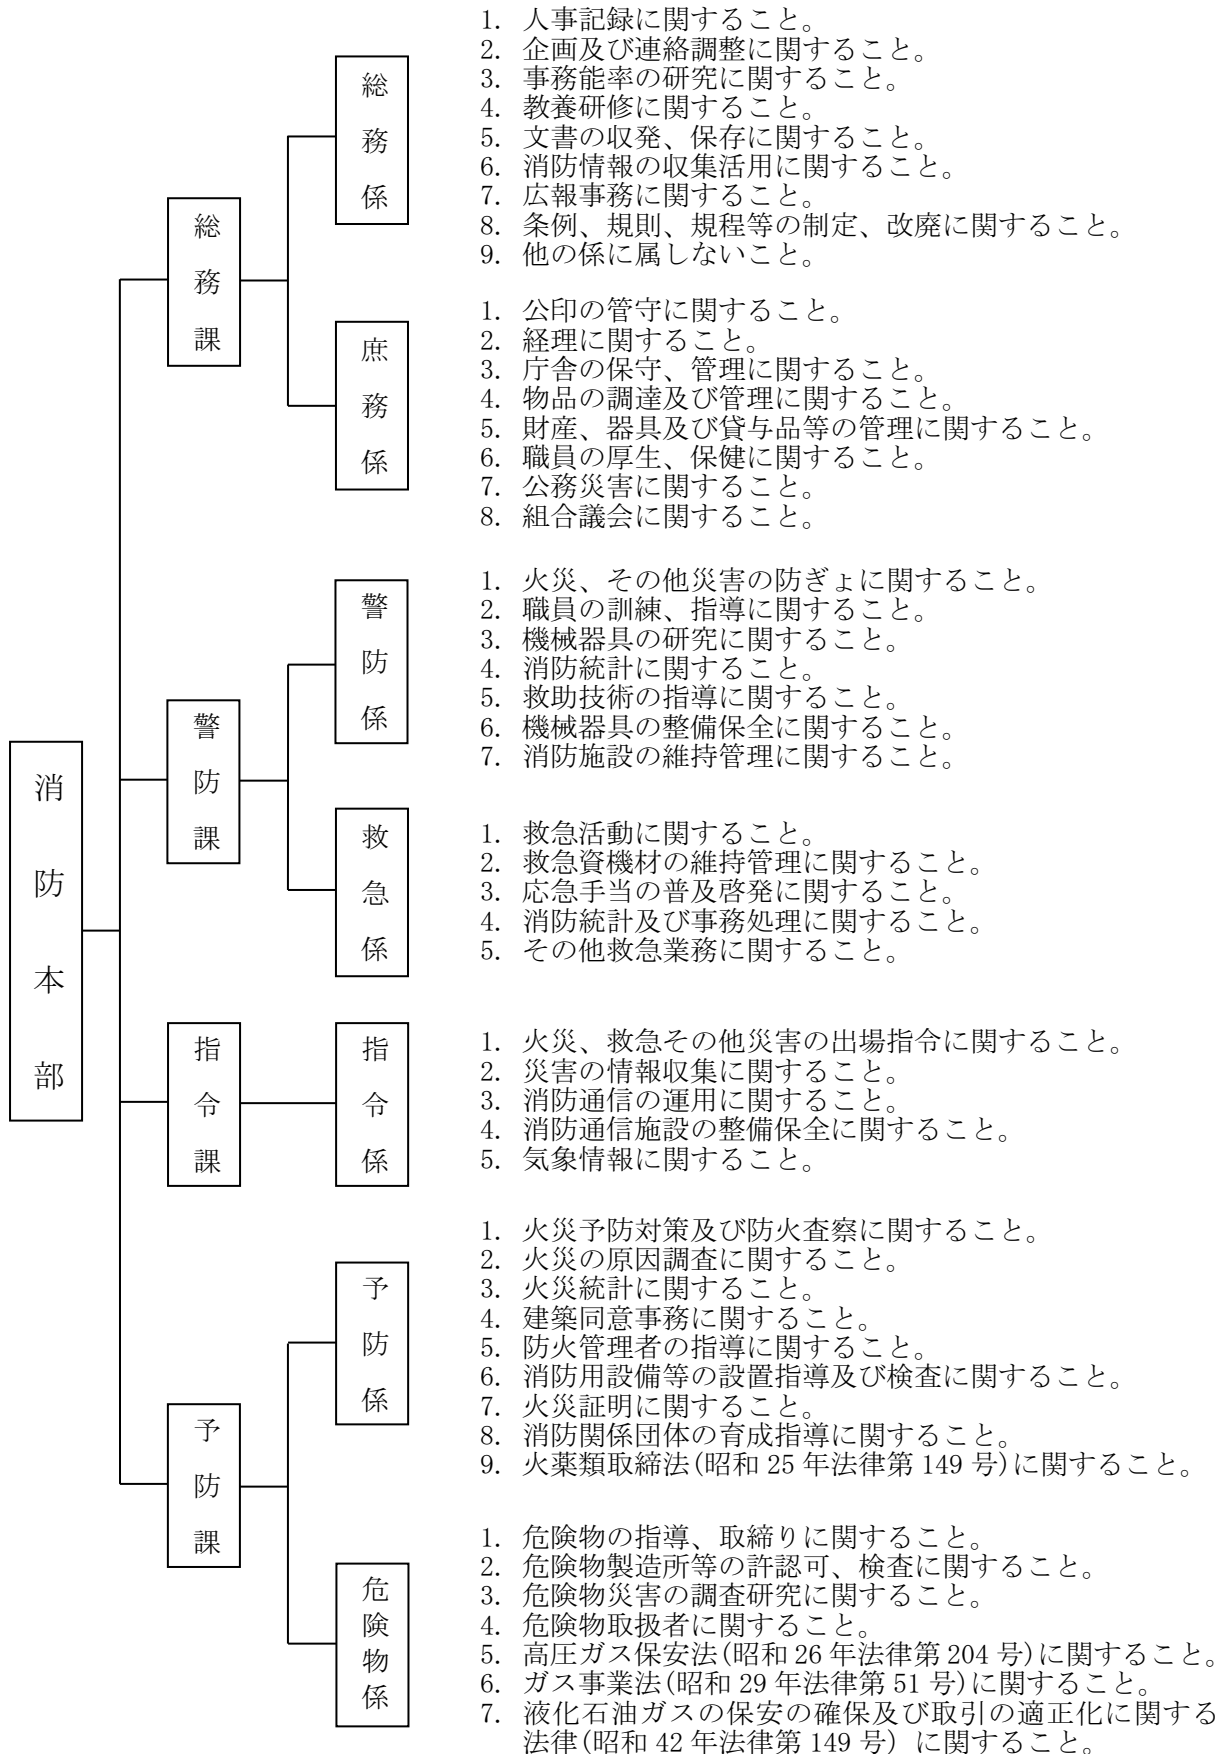 消防本部
総務課
総務係
1. 人事記録に関すること。
2. 企画及び連絡調整に関すること。
3. 事務能率の研究に関すること。
4. 教養研修に関すること。
5. 文書の収発、保存に関すること。
6. 消防情報の収集活用に関すること。
7. 広報事務に関すること。
8. 条例、規則、規程等の制定、改廃に関すること。
9. 他の係に属しないこと。
庶務係
1. 公印の管守に関すること。
2. 経理に関すること。
3. 庁舎の保守、管理に関すること。
4. 物品の調達及び管理に関すること。
5. 財産、器具及び貸与品等の管理に関すること。
6. 職員の厚生、保健に関すること。
7. 公務災害に関すること。
8. 組合議会に関すること。
警防課
警防係
1. 火災、その他災害の防ぎょに関すること。
2. 職員の訓練、指導に関すること。
3. 機械器具の研究に関すること。
4. 消防統計に関すること。
5. 救助技術の指導に関すること。
6. 機械器具の整備保全に関すること。
7. 消防施設の維持管理に関すること。
救急係
1. 救急活動に関すること。
2. 救急資機材の維持管理に関すること。
3. 応急手当の普及啓発に関すること。
4. 消防統計及び事務処理に関すること。
5. その他救急業務に関すること。
指令課
指令係
1. 火災、救急その他災害の出場指令に関すること。
2. 災害の情報収集に関すること。
3. 消防通信の運用に関すること。
4. 消防通信施設の整備保全に関すること。
5. 気象情報に関すること。
予防課
予防係
1. 火災予防対策及び防火査察に関すること。
2. 火災の原因調査に関すること。
3. 火災統計に関すること。
4. 建築同意事務に関すること。
5. 防火管理者の指導に関すること。
6. 消防用設備等の設置指導及び検査に関すること。
7. 火災証明に関すること。
8. 消防関係団体の育成指導に関すること。
9. 火薬類取締法(昭和 25 年法律第 149 号)に関すること。
危険物係
1. 危険物の指導、取締りに関すること。
2. 危険物製造所等の許認可、検査に関すること。
3. 危険物災害の調査研究に関すること。
4. 危険物取扱者に関すること。
5. 高圧ガス保安法(昭和 26 年法律第 204 号)に関すること。
6. ガス事業法(昭和 29 年法律第 51 号)に関すること。
7. 液化石油ガスの保安の確保及び取引の適正化に関する
法律(昭和 42 年法律第 149 号) に関すること。